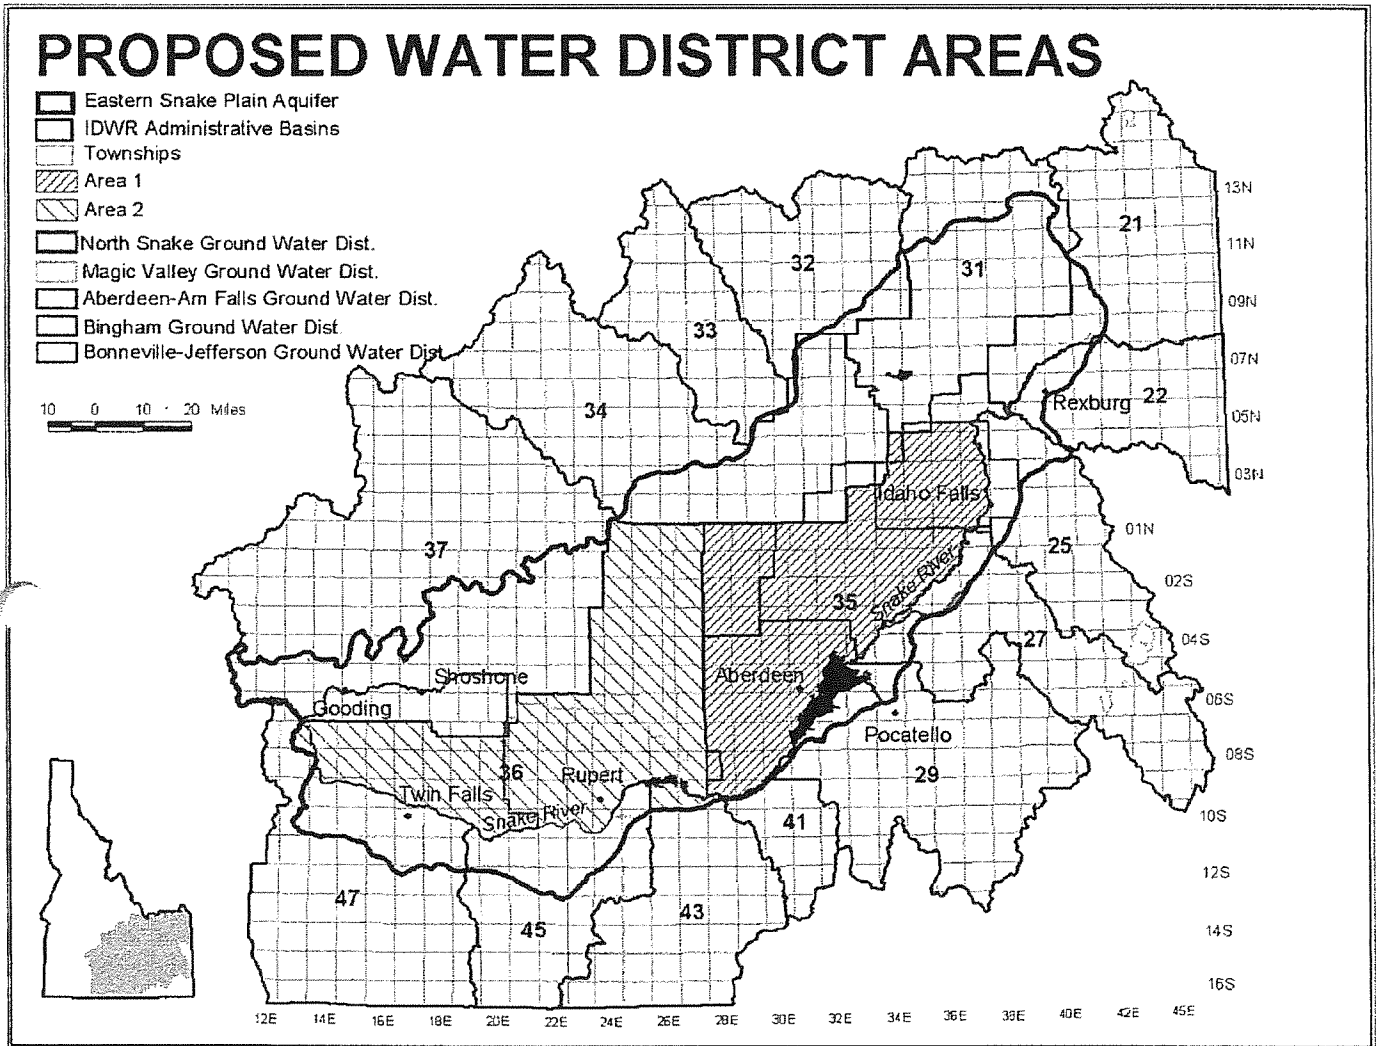 PROPOSED WATER DISTRICT AREAS
Eastern Snake Plain Aquifer
IDWR Administrative Basins
Townships
Area 1
Area 2
North Snake Ground Water Dist.
Magic Valley Ground Water Dist.
Aberdeen-Am Falls Ground Water Dist.
Bingham Ground Water Dist
Bonneville-Jefferson Ground Water Dist
10 0 10 20 Miles
13N
21
11N
32
31
09N
33
07N
Rexburg 22
34
05N
03N
Idaho Falls
01N
37
25
02S
Snake River
35
27
04S
Shoshone
Aberdeen
06S
Gooding
Pocatello
08S
36
Rupert
29
Twin Falls
Snake River
10S
41
12S
47
43
45
14S
16S
12E 14E 16E 18E 20E 22E 24E 26E 28E 30E 32E 34E 36E 38E 40E 42E 45E